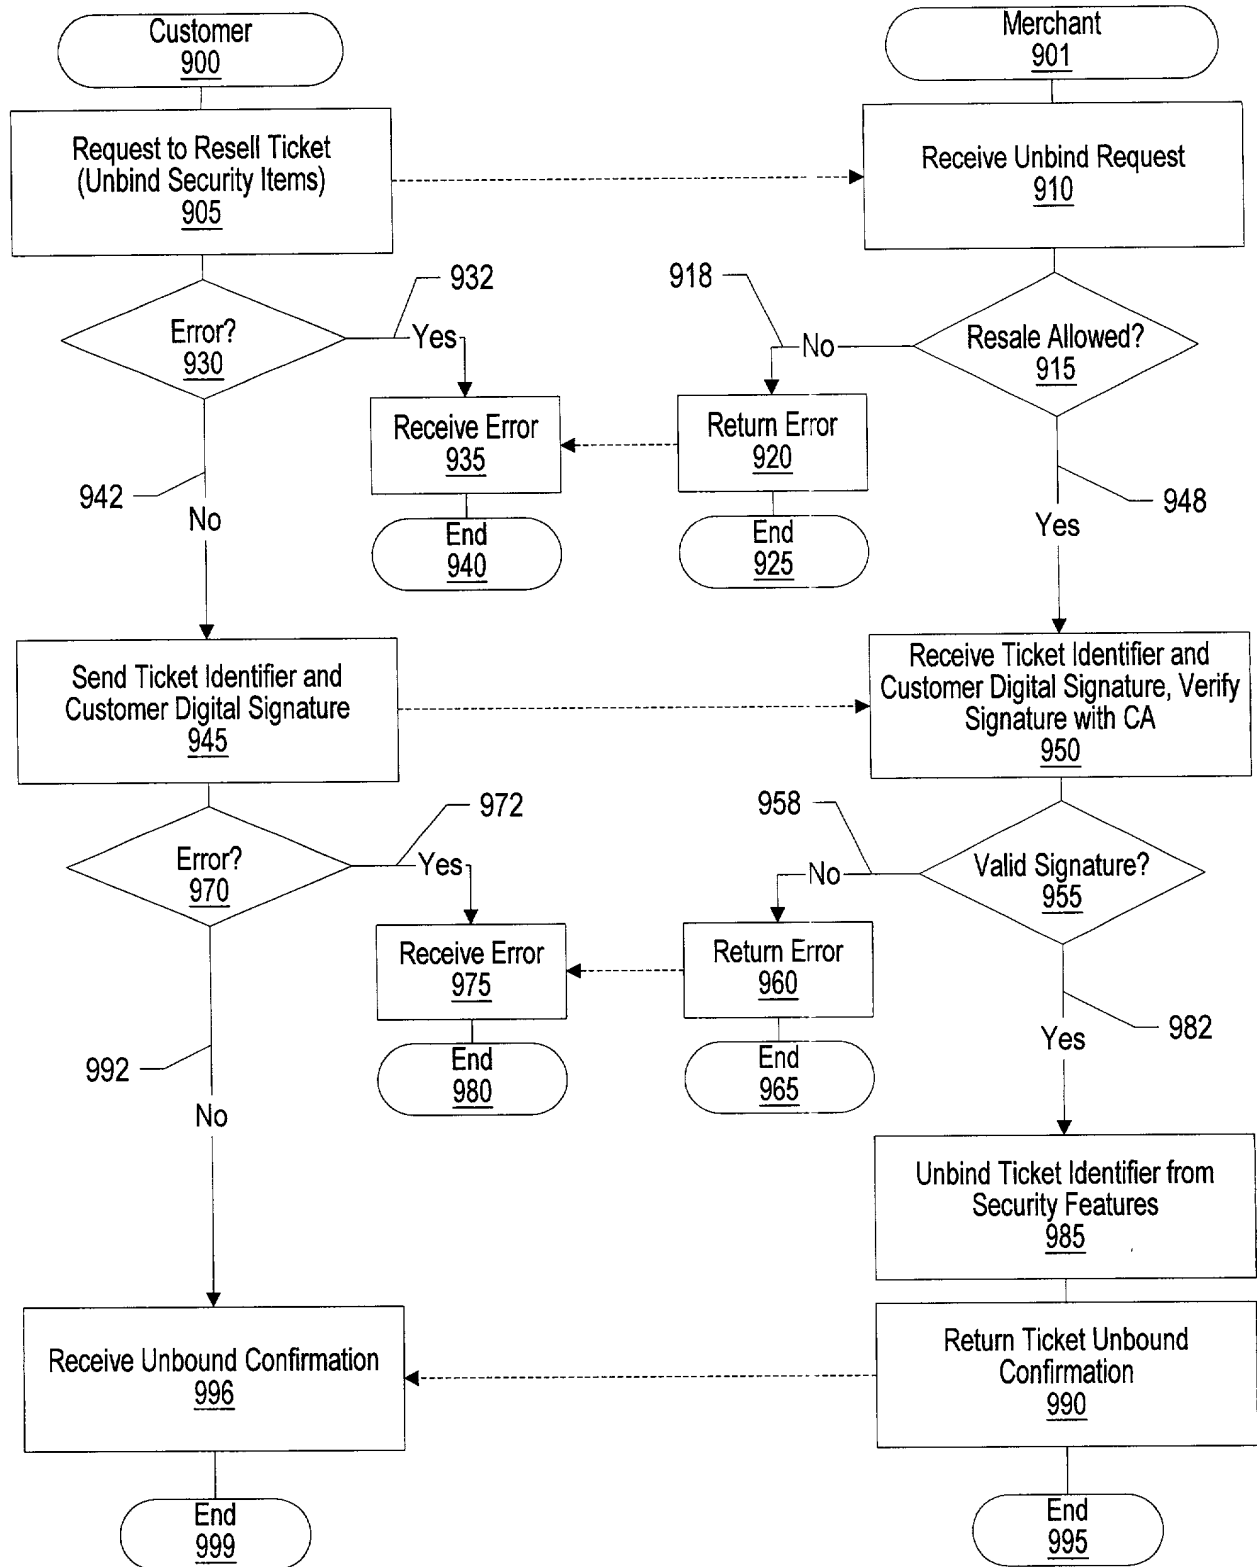 Customer
900
Merchant
901
Request to Resell Ticket
(Unbind Security Items)
905
Receive Unbind Request
910
932
918
Error?
930
Yes
No
Resale Allowed?
915
Receive Error
935
Return Error
920
942
948
No
End
940
End
925
Yes
Send Ticket Identifier and
Customer Digital Signature
945
Receive Ticket Identifier and
Customer Digital Signature, Verify
Signature with CA
950
972
958
Error?
970
Yes
No
Valid Signature?
955
Receive Error
975
Return Error
960
982
Yes
992
End
980
End
965
No
Unbind Ticket Identifier from
Security Features
985
Receive Unbound Confirmation
996
Return Ticket Unbound
Confirmation
990
End
999
End
995